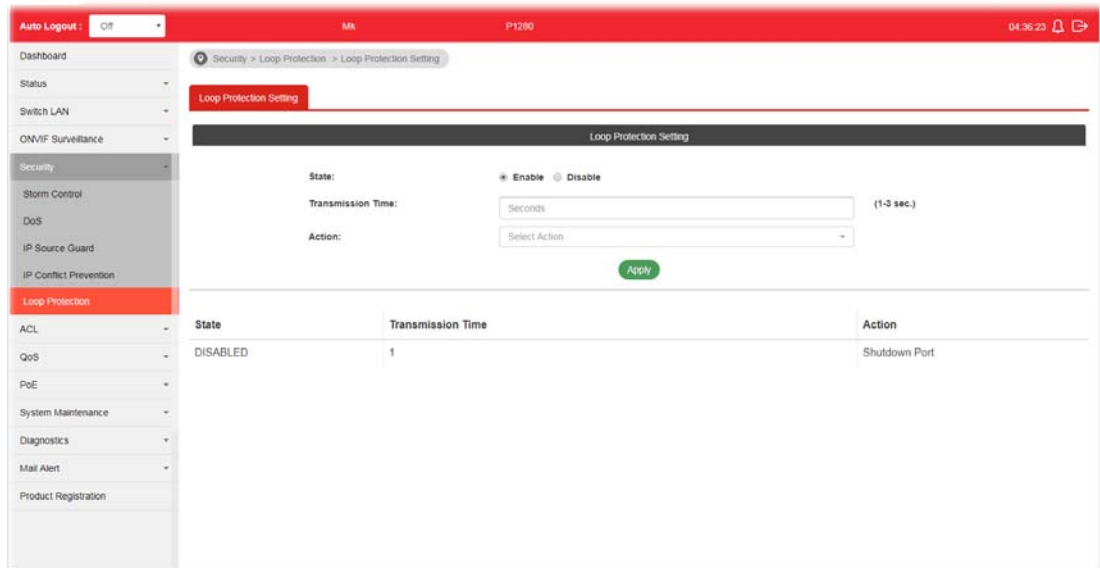 Auto Logout : Off Mk P1280 04:36:23
Dashboard
Security > Loop Protection > Loop Protection Setting
Status
Loop Protection Setting
Switch LAN
ONVIF Surveillance
Loop Protection Setting
Security
State: Enable Disable
Storm Control
Transmission Time: Seconds (1-3 sec.)
DoS
Action: Select Action
IP Source Guard
IP Conflict Prevention
Apply
Loop Protection
ACL
State Transmission Time Action
QoS
DISABLED 1 Shutdown Port
PoE
System Maintenance
Diagnostics
Mail Alert
Product Registration